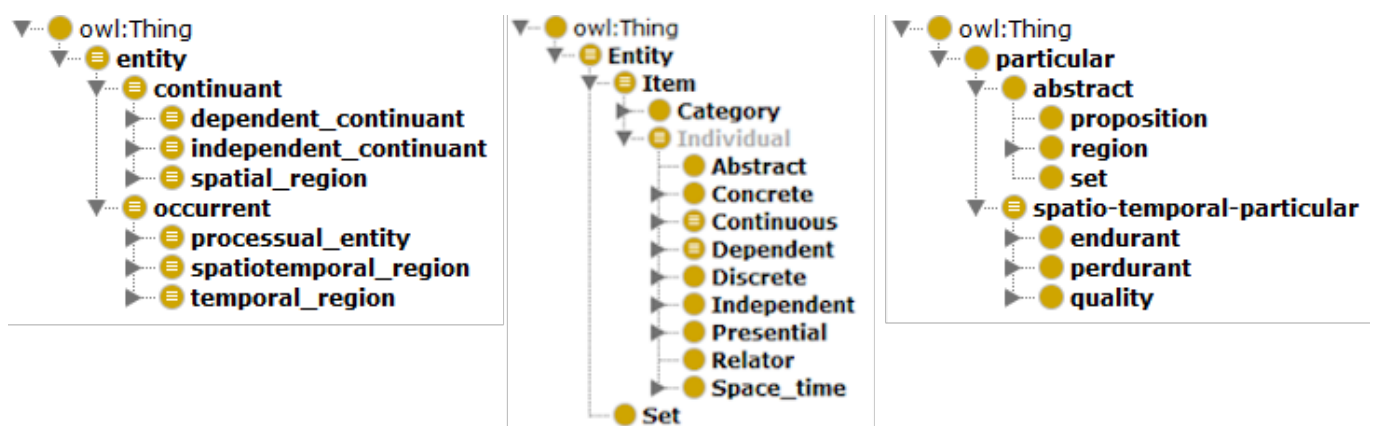 owl:Thing
entity
continuant
dependent_continuant
independent_continuant
spatial_region
occurrent
processual_entity
spatiotemporal_region
temporal_region
owl:Thing
Entity
Item
Category
Individual
Abstract
Concrete
Continuous
Dependent
Discrete
Independent
Presential
Relator
Space_time
Set
owl:Thing
particular
abstract
proposition
region
set
spatio-temporal-particular
endurant
perdurant
quality